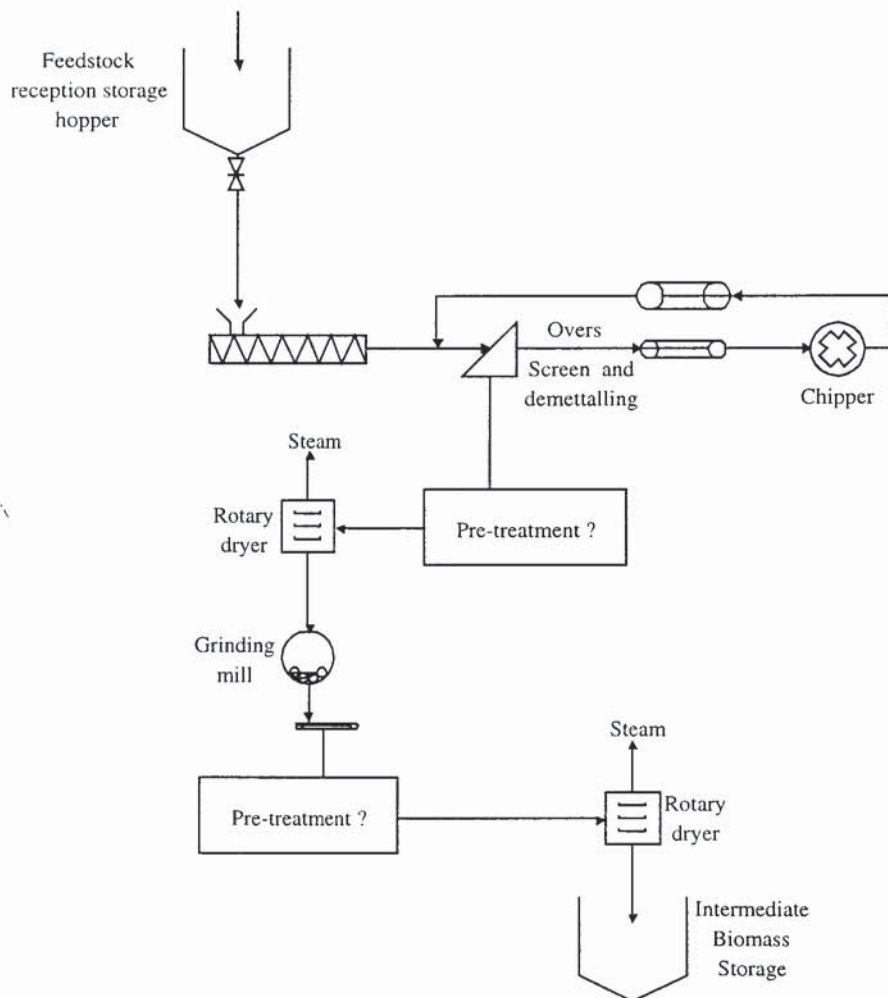 Feedstock
reception storage
hopper
Overs
Screen and
demettalling
Chipper
Steam
Rotary
dryer
Pre-treatment ?
Grinding
mill
Steam
Pre-treatment ?
Rotary
dryer
Intermediate
Biomass
Storage